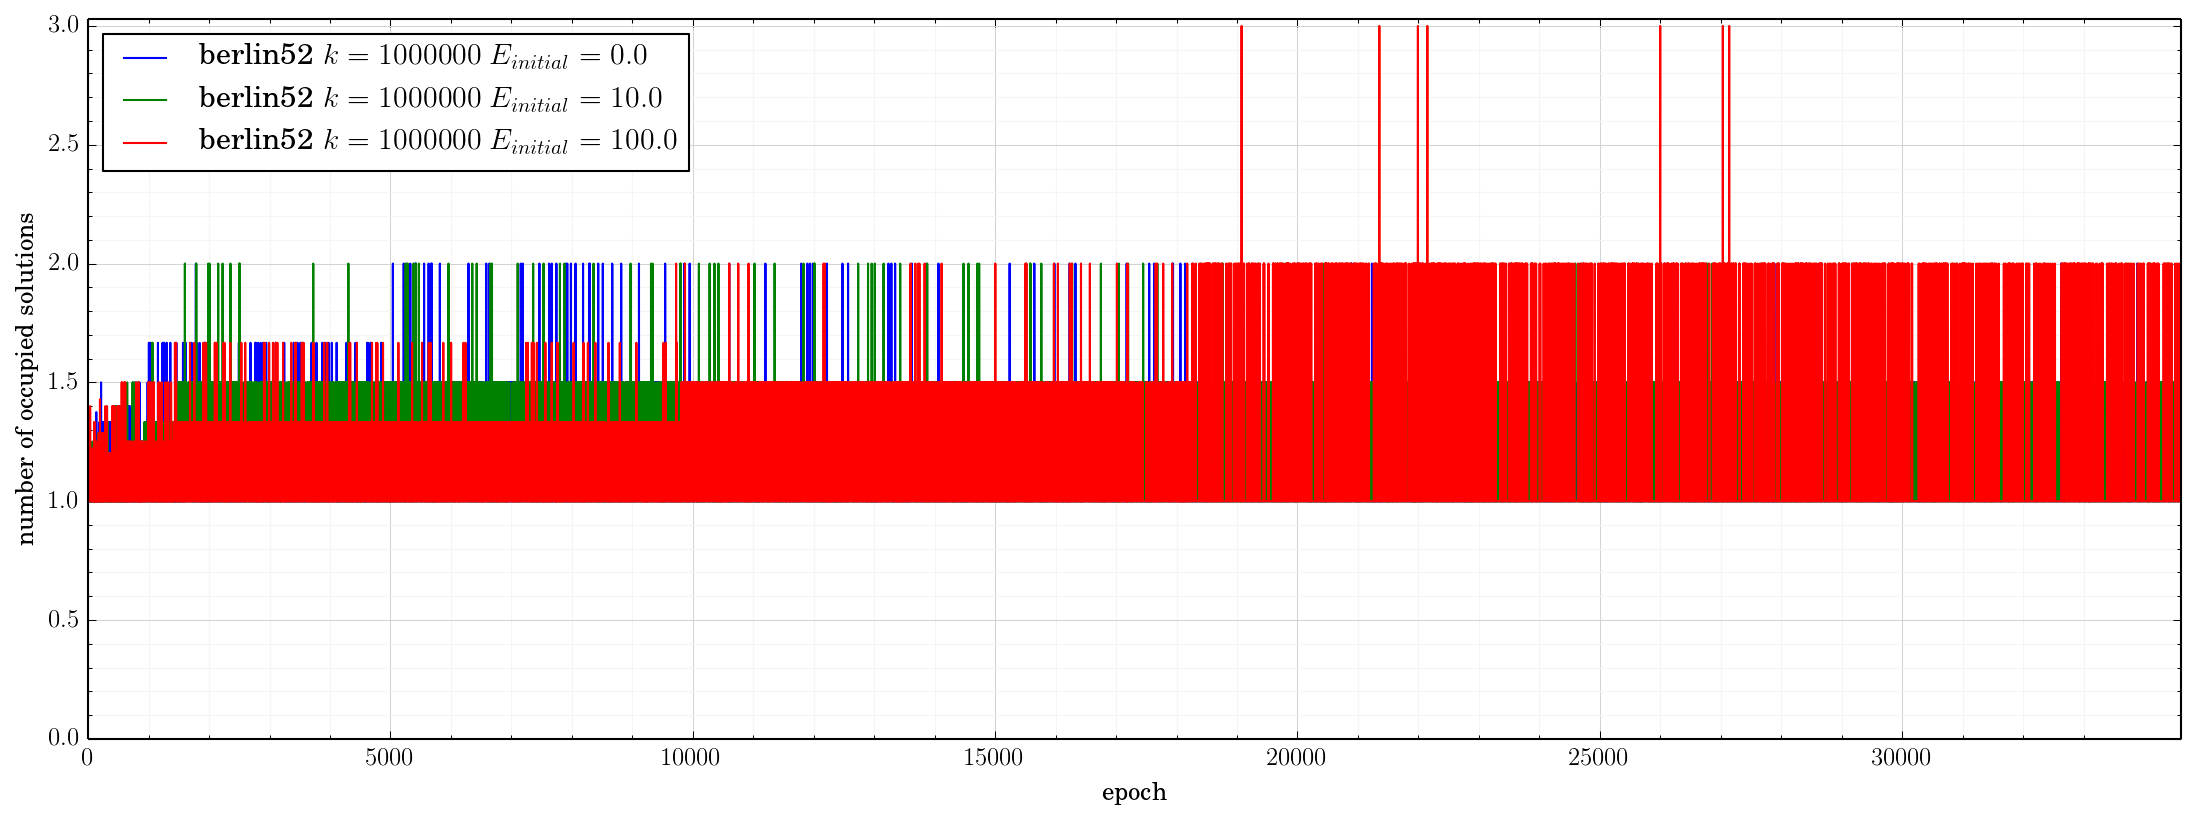 3.0
2.5
2.0
1.5
1.0
0.5
0.0
number of occupied solutions
berlin52 k = 1000000 E_initial = 0.0
berlin52 k = 1000000 E_initial = 10.0
berlin52 k = 1000000 E_initial = 100.0
0 5000 10000 15000 20000 25000 30000
epoch